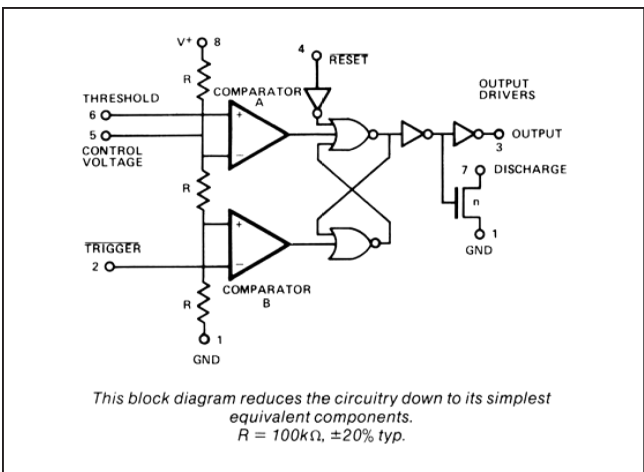 V+ 8
R
4
RESET
COMPARATOR
A
OUTPUT
DRIVERS
THRESHOLD
6
+
5
CONTROL
VOLTAGE
−
OUTPUT
3
7 DISCHARGE
n
R
1
GND
+
TRIGGER
2
−
COMPARATOR
B
R
1
GND
This block diagram reduces the circuitry down to its simplest
equivalent components.
R = 100kΩ, ±20% typ.